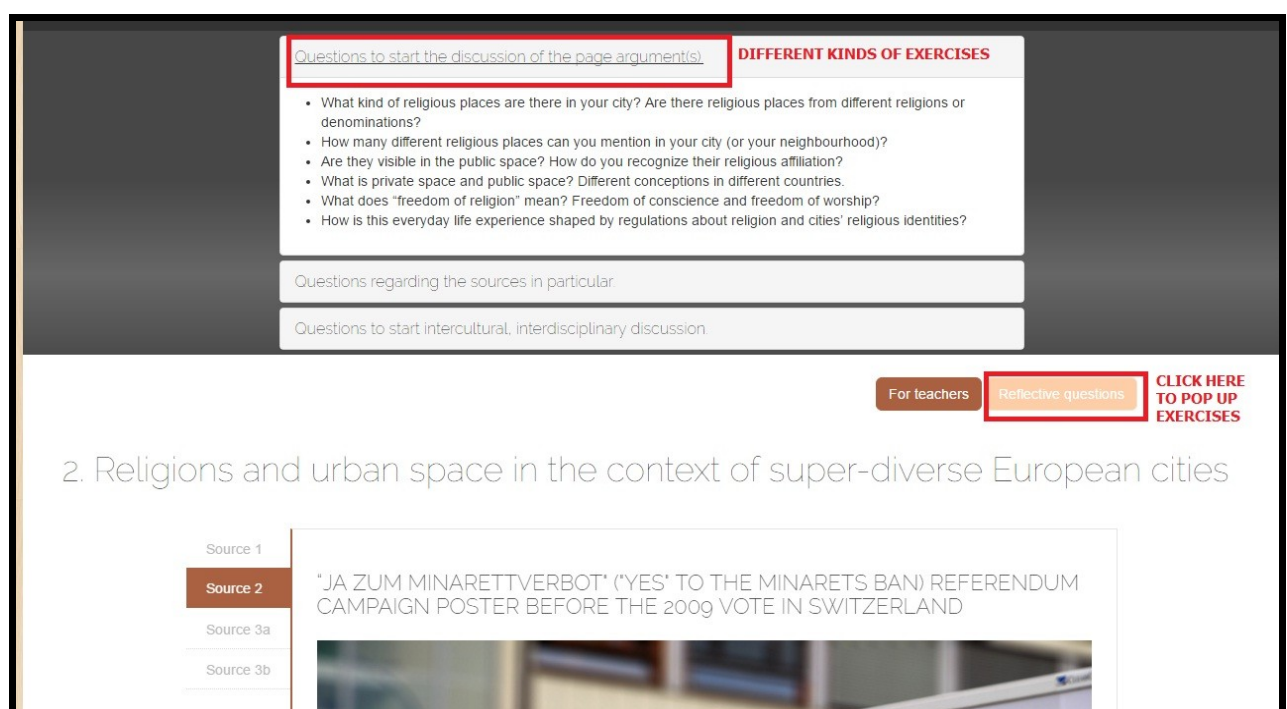 Questions to start the discussion of the page argument(s).
DIFFERENT KINDS OF EXERCISES
• What kind of religious places are there in your city? Are there religious places from different religions or
denominations?
• How many different religious places can you mention in your city (or your neighbourhood)?
• Are they visible in the public space? How do you recognize their religious affiliation?
• What is private space and public space? Different conceptions in different countries.
• What does “freedom of religion” mean? Freedom of conscience and freedom of worship?
• How is this everyday life experience shaped by regulations about religion and cities’ religious identities?
Questions regarding the sources in particular.
Questions to start intercultural, interdisciplinary discussion.
For teachers
Reflective questions
CLICK HERE
TO POP UP
EXERCISES
2. Religions and urban space in the context of super-diverse European cities
Source 1
Source 2
Source 3a
Source 3b
“JA ZUM MINARETTVERBOT” (“YES” TO THE MINARETS BAN) REFERENDUM
CAMPAIGN POSTER BEFORE THE 2009 VOTE IN SWITZERLAND